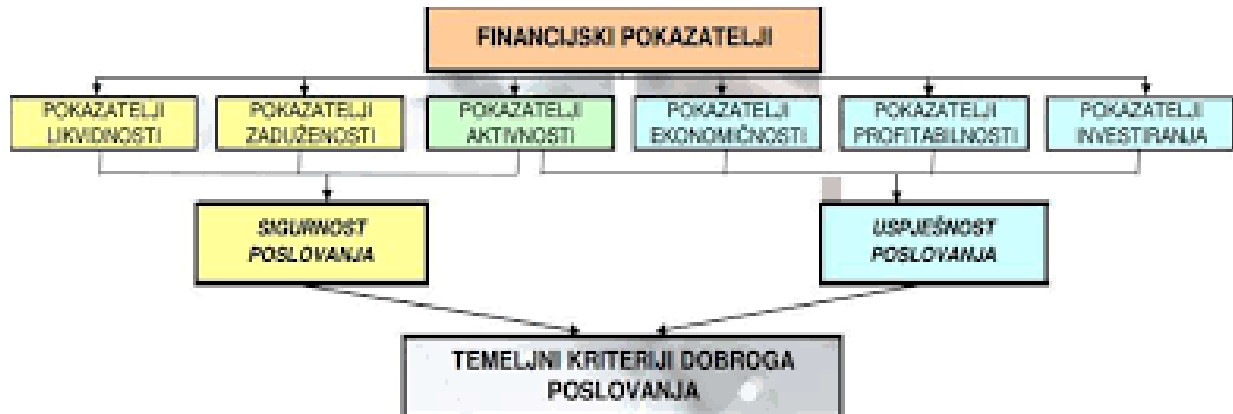 FINANCIJSKI POKAZATELJI
POKAZATELJI
LIKVIDNOSTI
POKAZATELJI
ZADUŽENOSTI
POKAZATELJI
AKTIVNOSTI
POKAZATELJI
EKONOMIČNOSTI
POKAZATELJI
PROFITABILNOSTI
POKAZATELJI
INVESTIRANJA
SIGURNOST
POSLOVANJA
USPJEŠNOST
POSLOVANJA
TEMELJNI KRITERIJI DOBROGA
POSLOVANJA